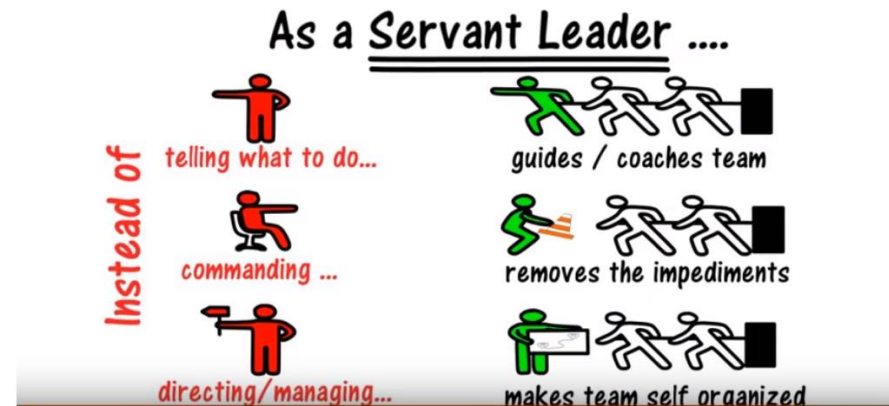 As a Servant Leader ....
Instead of
telling what to do...
guides / coaches team
commanding ...
removes the impediments
directing/managing...
makes team self organized